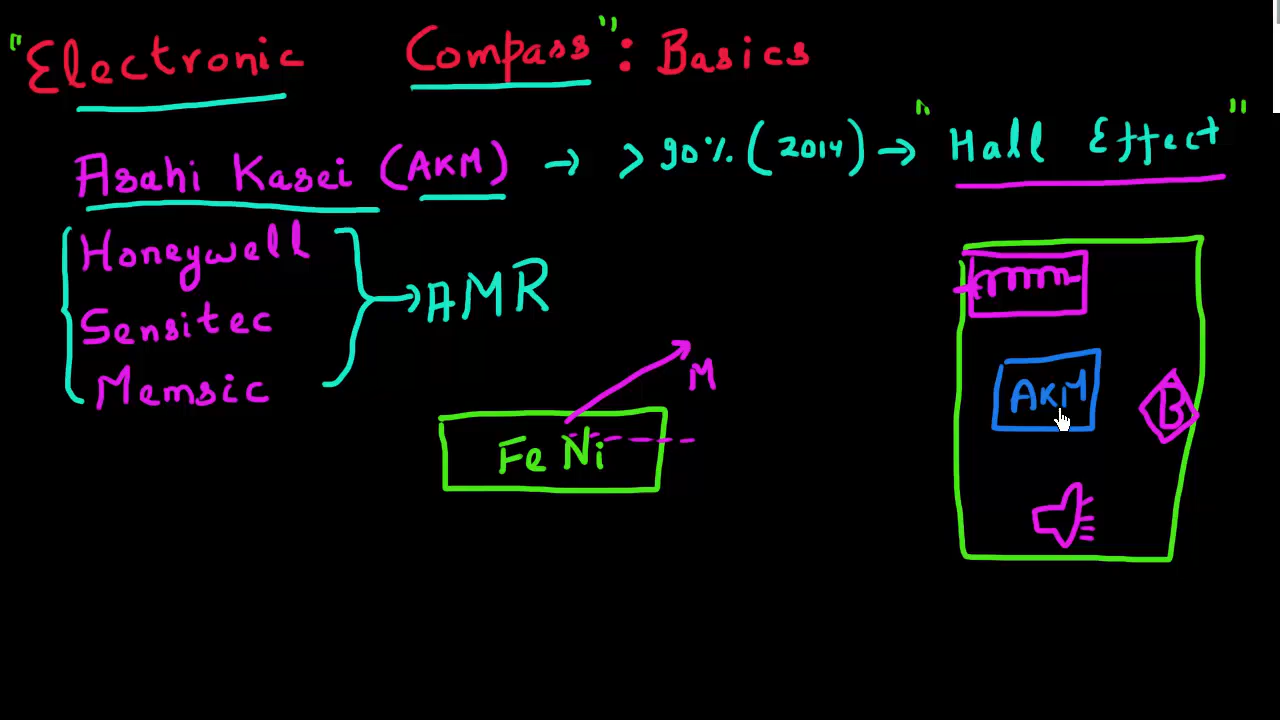 "Electronic Compass": Basics
Asahi Kasei (AKM) → > 90% (2014) → "Hall Effect"
Honeywell
Sensitec
Memsic
→ AMR
M
Fe Ni
AKM
B